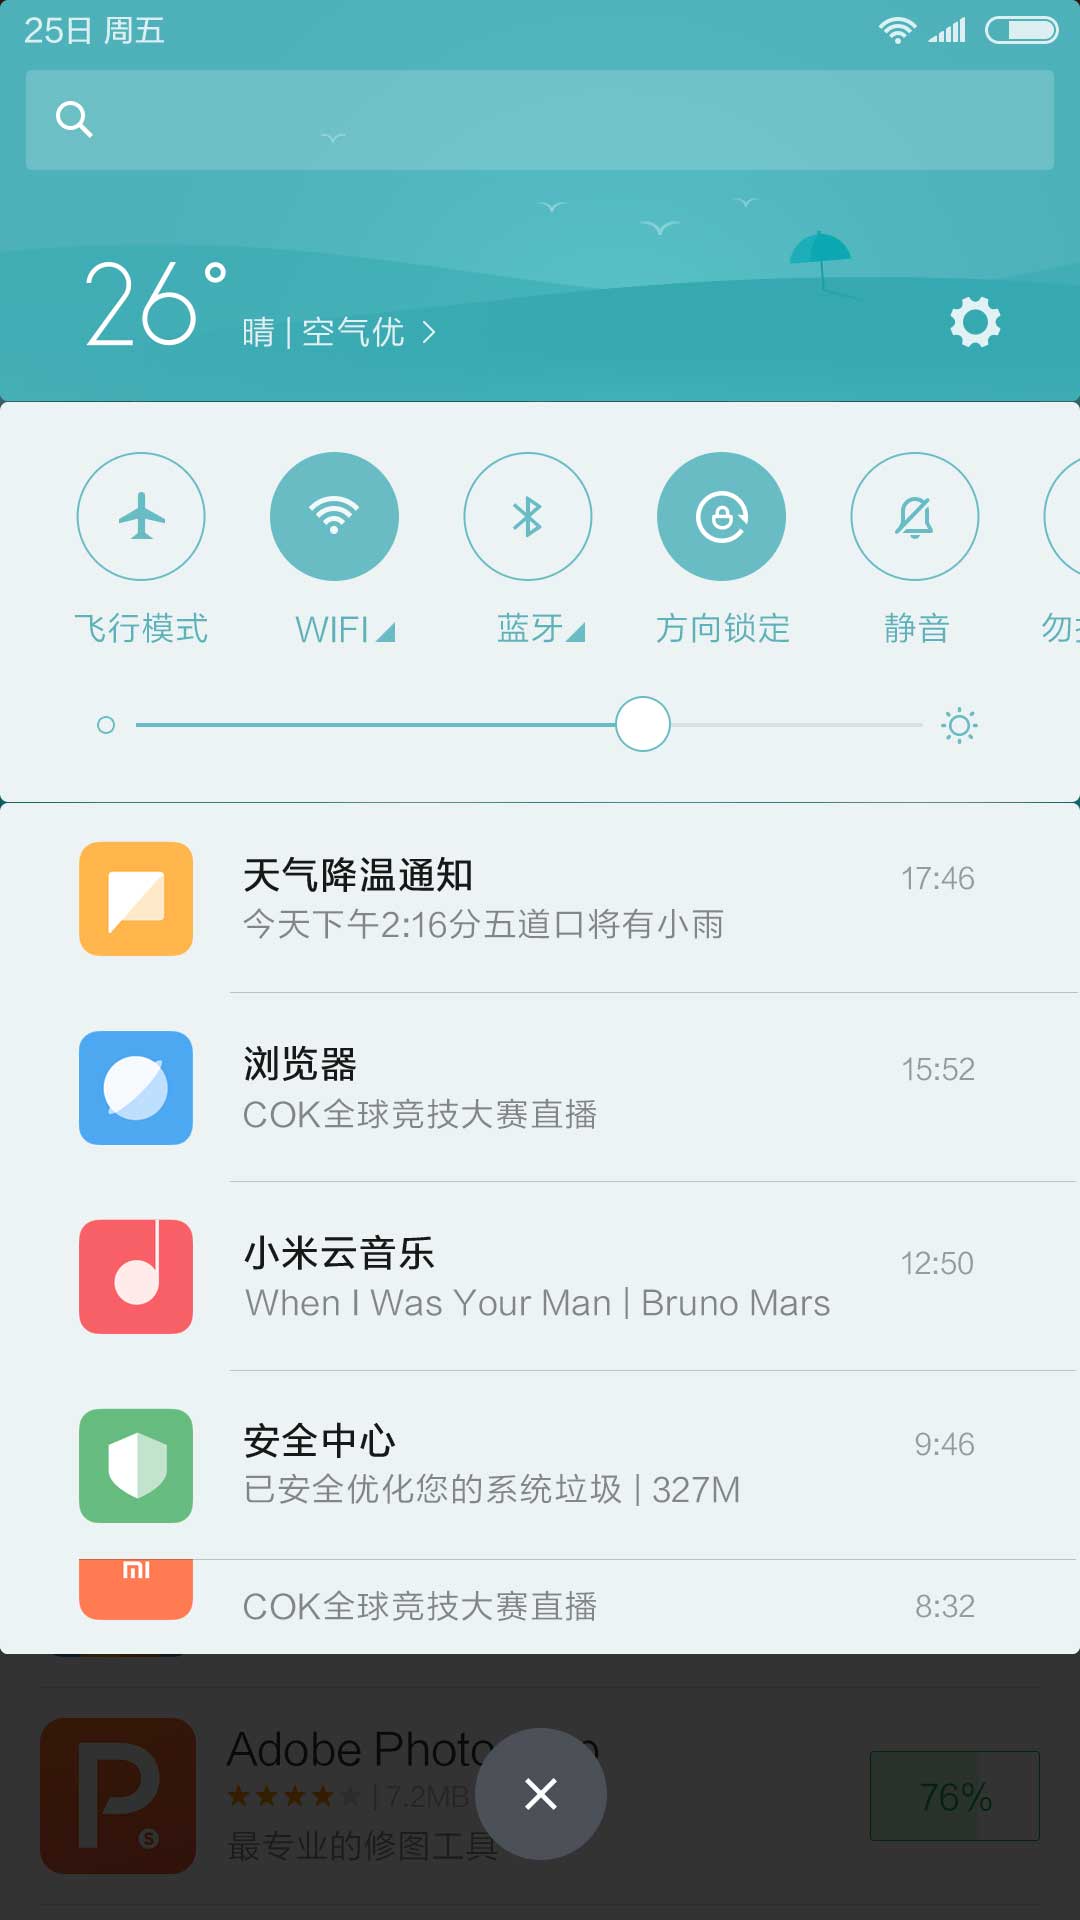 25日 周五
26°
晴 | 空气优
飞行模式 WIFI 蓝牙 方向锁定 静音 勿
天气降温通知 17:46
今天下午2:16分五道口将有小雨
浏览器 15:52
COK全球竞技大赛直播
小米云音乐 12:50
When I Was Your Man | Bruno Mars
安全中心 9:46
已安全优化您的系统垃圾 | 327M
MI
COK全球竞技大赛直播 8:32
P
S
Adobe Photo
| 7.2MB
76%
最专业的修图工具